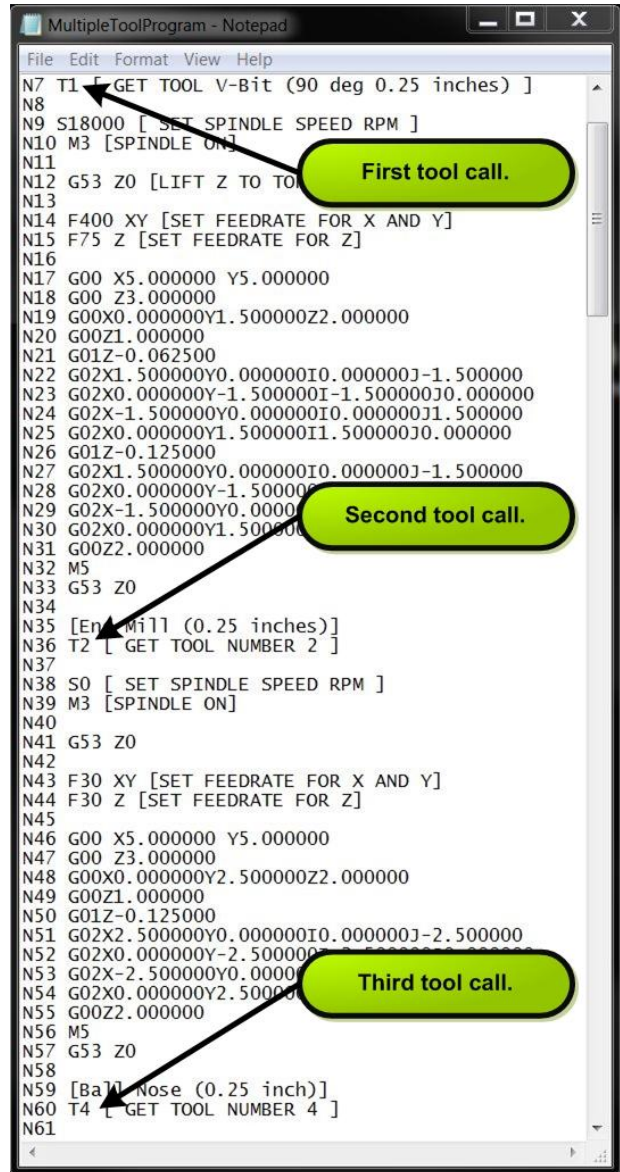 MultipleToolProgram - Notepad
File Edit Format View Help
N7 T1 [ GET TOOL V-Bit (90 deg 0.25 inches) ]
N8
N9 S18000 [ SET SPINDLE SPEED RPM ]
N10 M3 [SPINDLE ON]
N11
First tool call.
N12 G53 Z0 [LIFT Z TO
N13
N14 F400 XY [SET FEEDRATE FOR X AND Y]
N15 F75 Z [SET FEEDRATE FOR Z]
N16
N17 G00 X5.000000 Y5.000000
N18 G00 Z3.000000
N19 G00X0.000000Y1.500000Z2.000000
N20 G00Z1.000000
N21 G01Z-0.062500
N22 G02X1.500000Y0.000000I0.000000J-1.500000
N23 G02X0.000000Y-1.500000I-1.500000J0.000000
N24 G02X-1.500000Y0.000000I0.000000J1.500000
N25 G02X0.000000Y1.500000I1.500000J0.000000
N26 G01Z-0.125000
N27 G02X1.500000Y0.000000I0.000000J-1.500000
N28 G02X0.000000Y-1.50000
N29 G02X-1.500000Y0.0000
Second tool call.
N30 G02X0.000000Y1.50000
N31 G00Z2.000000
N32 M5
N33 G53 Z0
N34
N35 [End Mill (0.25 inches)]
N36 T2 [ GET TOOL NUMBER 2 ]
N37
N38 S0 [ SET SPINDLE SPEED RPM ]
N39 M3 [SPINDLE ON]
N40
N41 G53 Z0
N42
N43 F30 XY [SET FEEDRATE FOR X AND Y]
N44 F30 Z [SET FEEDRATE FOR Z]
N45
N46 G00 X5.000000 Y5.000000
N47 G00 Z3.000000
N48 G00X0.000000Y2.500000Z2.000000
N49 G00Z1.000000
N50 G01Z-0.125000
N51 G02X2.500000Y0.000000I0.000000J-2.500000
N52 G02X0.000000Y-2.50000
N53 G02X-2.500000Y0.0000
Third tool call.
N54 G02X0.000000Y2.50000
N55 G00Z2.000000
N56 M5
N57 G53 Z0
N58
N59 [Ball Nose (0.25 inch)]
N60 T4 [ GET TOOL NUMBER 4 ]
N61